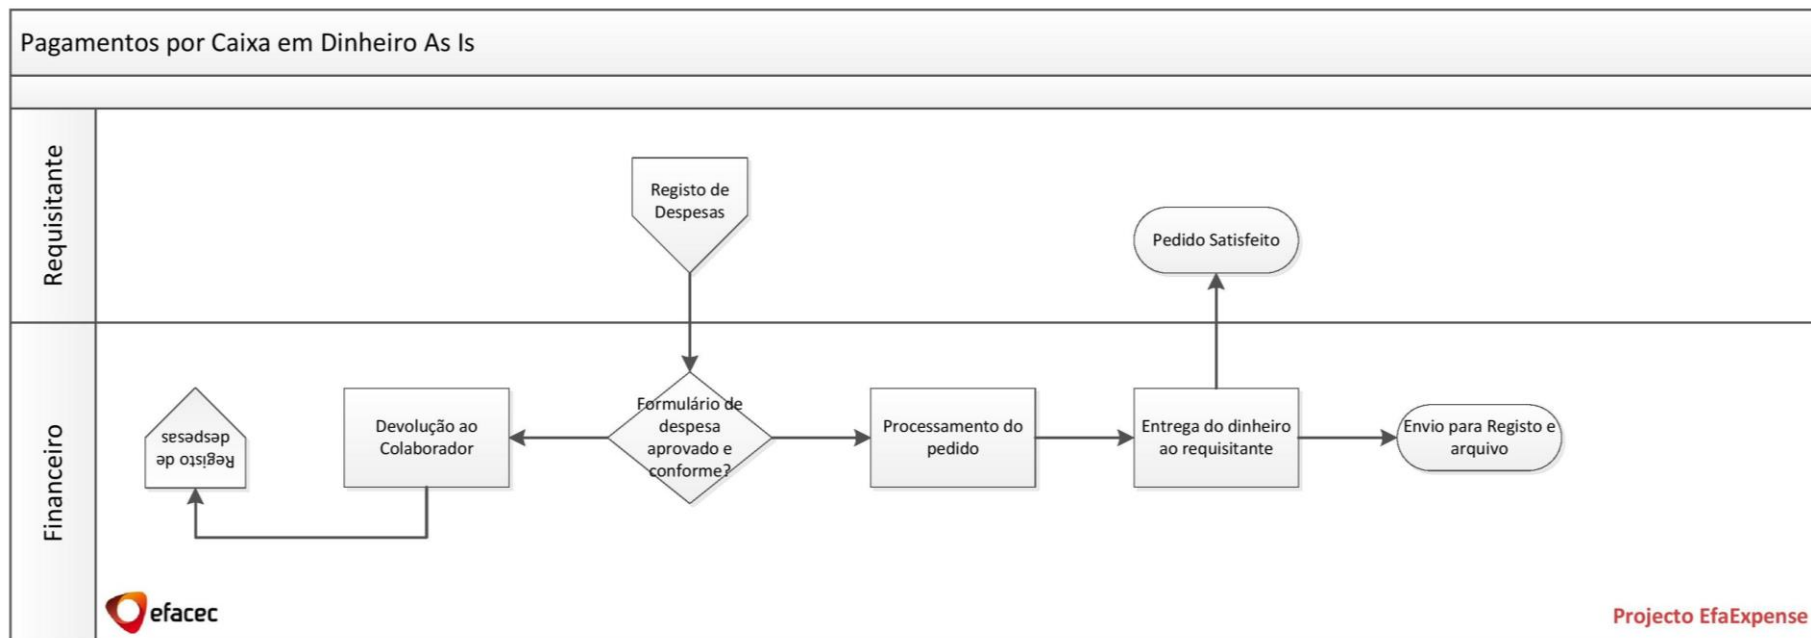 Pagamentos por Caixa em Dinheiro As Is
Requisitante
Registo de
Despesas
Pedido Satisfeito
Financeiro
Registo de
despesas
Devolução ao
Colaborador
Formulário de
despesa
aprovado e
conforme?
Processamento do
pedido
Entrega do dinheiro
ao requisitante
Envio para Registo e
arquivo
efacec
Projecto EfaExpense